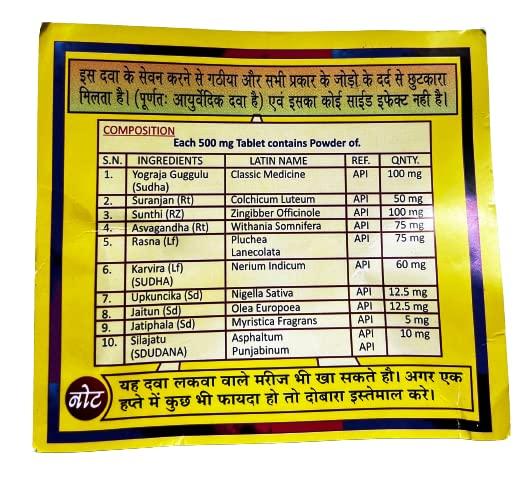 इस दवा के सेवन करने से गठीया और सभी प्रकार के जोड़ो के दर्द से छुटकारा
मिलता है। (पूर्णतः आयुर्वेदिक दवा है) एवं इसका कोई साईड इफेक्ट नही है।
COMPOSITION
Each 500 mg Tablet contains Powder of.
S.N. INGREDIENTS LATIN NAME REF. QNTY.
1. Yograja Guggulu Classic Medicine API 100 mg
(Sudha)
2. Suranjan (Rt) Colchicum Luteum API 50 mg
3. Sunthi (RZ) Zingibber Officinole API 100 mg
4. Asvagandha (Rt) Withania Somnifera API 75 mg
5. Rasna (Lf) Pluchea API 75 mg
Lanecolata
6. Karvira (Lf) Nerium Indicum API 60 mg
(SUDHA)
7. Upkuncika (Sd) Nigella Sativa API 12.5 mg
8. Jaitun (Sd) Olea Europoea API 12.5 mg
9. Jatiphala (Sd) Myristica Fragrans API 5 mg
10. Silajatu Asphaltum API 10 mg
(SDUDANA) Punjabinum API
नोट
यह दवा लकवा वाले मरीज भी खा सकते हौ। अगर एक
हप्ते में कुछ भी फायदा हो तो दोबारा इस्तेमाल करे।